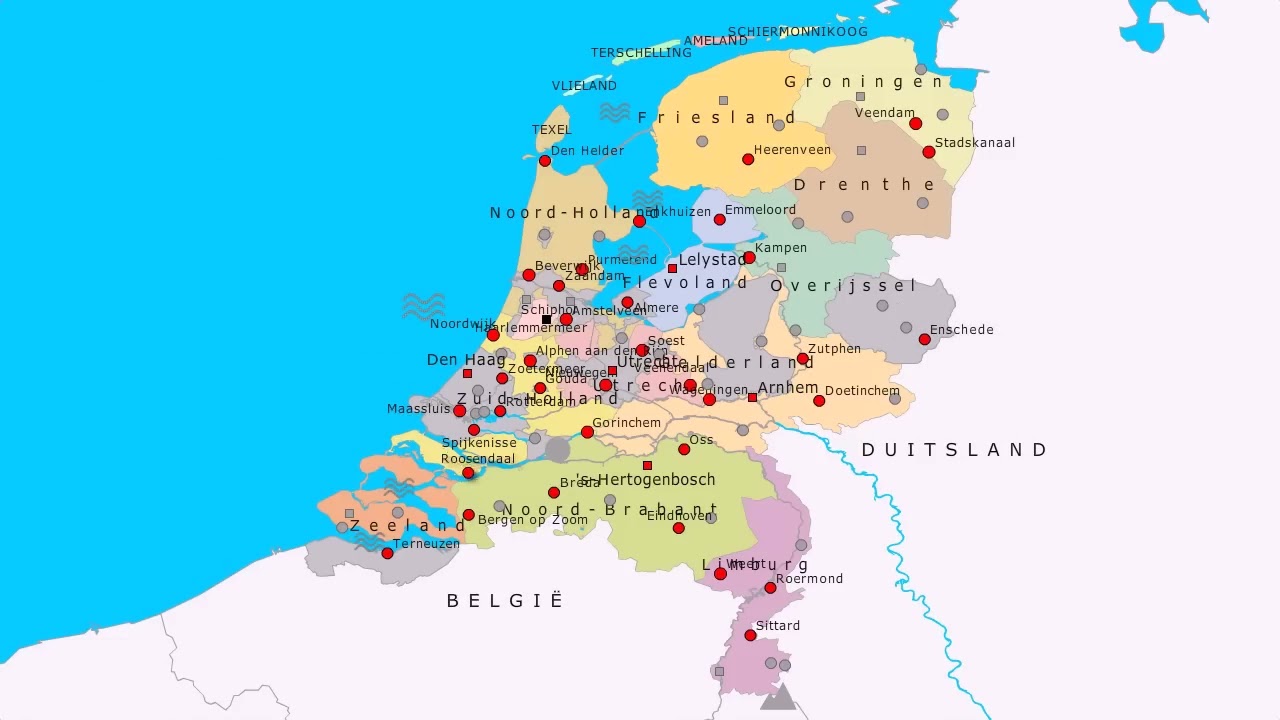 SCHIERMONNIKOOG
AMELAND
TERSCHELLING
Groningen
VLIELAND
Friesland
Veendam
TEXEL
Stadskanaal
Den Helder
Heerenveen
Drenthe
Noord-Holland
Enkhuizen
Emmeloord
Kampen
Purmerend
Lelystad
Beverwijk
Zaandam
Flevoland
Overijssel
Almere
Schiphol
Amstelveen
Noordwijk
Haarlemmermeer
Enschede
Soest
Zutphen
Alphen aan den Rijn
Den Haag
Utrecht
Gelderland
Zoetermeer
Nieuwegein
Veenendaal
Gouda
Utrecht
Wageningen
Arnhem
Doetinchem
Zuid-Holland
Rotterdam
Maassluis
Gorinchem
Spijkenisse
Oss
DUITSLAND
Roosendaal
's-Hertogenbosch
Breda
Noord-Brabant
Bergen op Zoom
Eindhoven
Zeeland
Terneuzen
Limburg
Weert
Roermond
BELGIË
Sittard